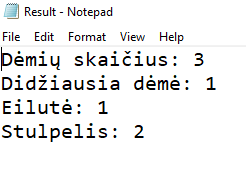 Result - Notepad
File Edit Format View Help
Dėmių skaičius: 3
Didžiausia dėmė: 1
Eilutė: 1
Stulpelis: 2